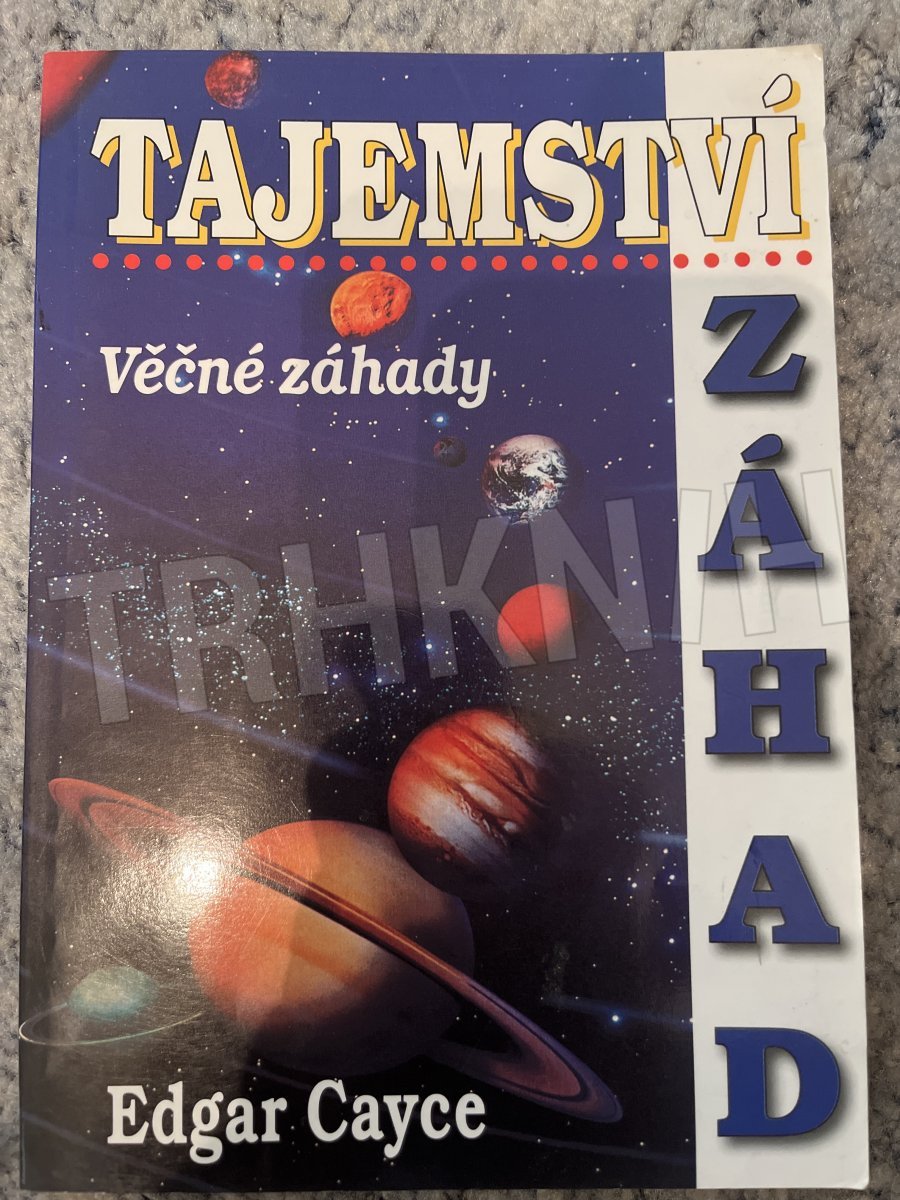 TAJEMSTVÍ
ZÁHAD
Věčné záhady
TRHKNIH
Edgar Cayce